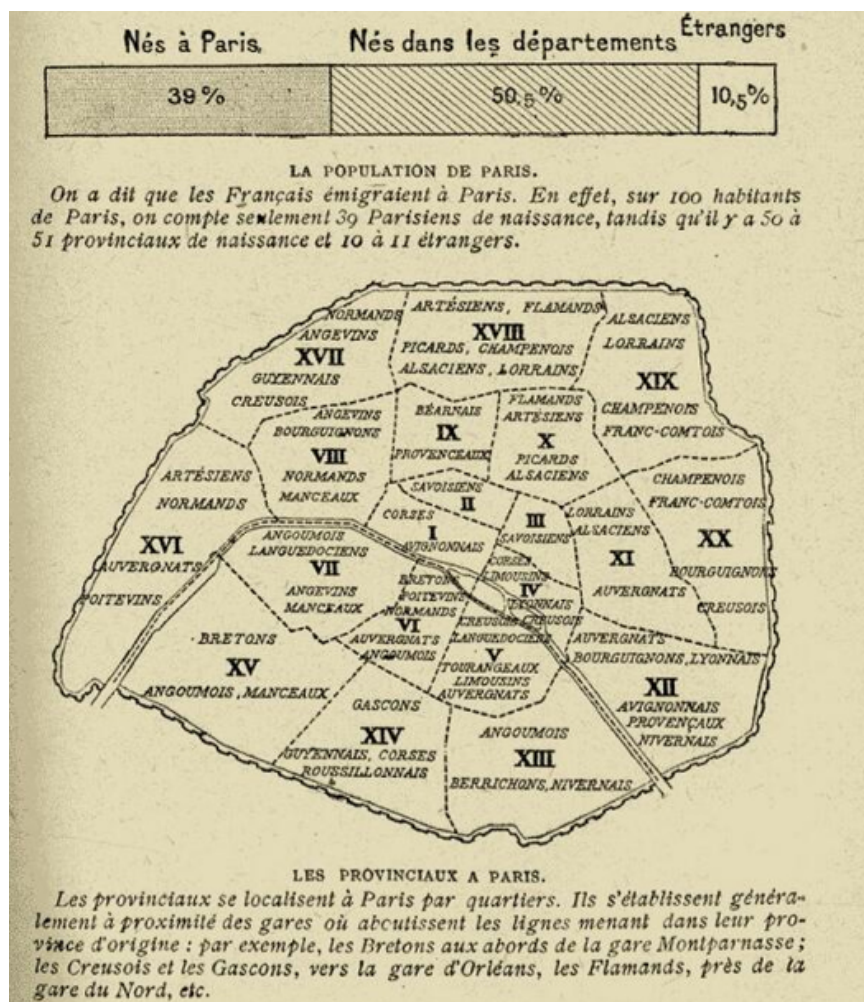 Nés à Paris.
Nés dans les départements
Étrangers
39%
50,5%
10,5%
LA POPULATION DE PARIS.
On a dit que les Français émigraient à Paris. En effet, sur 100 habitants
de Paris, on compte seulement 39 Parisiens de naissance, tandis qu'il y a 50 à
51 provinciaux de naissance et 10 à 11 étrangers.
NORMANDS
ANGEVINS
XVII
GUYENNAIS
CREUSOIS
ARTÉSIENS, FLAMANDS
XVIII
PICARDS, CHAMPENOIS
ALSACIENS, LORRAINS
ALSACIENS
LORRAINS
XIX
CHAMPENOIS
FRANC-COMTOIS
ANGEVINS
BOURGUIGNONS
VIII
NORMANDS
MANCEAUX
BÉARNAIS
IX
PROVENCEAUX
FLAMANDS
ARTÉSIENS
X
PICARDS
ALSACIENS
ARTÉSIENS
NORMANDS
XVI
AUVERGNATS
POITEVINS
SAVOISIENS
II
CORSES
I
AVIGNONNAIS
III
SAVOISIENS
LORRAINS
ALSACIENS
XI
AUVERGNATS
CHAMPENOIS
FRANC-COMTOIS
XX
BOURGUIGNONS
CREUSOIS
ANGOUMOIS
LANGUEDOCIENS
VII
ANGEVINS
MANCEAUX
CORSES
LIMOUSINS
IV
LYONNAIS
CREUSOIS
BRETONS
POITEVINS
NORMANDS
VI
AUVERGNATS
ANGOUMOIS
CREUSOIS
LANGUEDOCIENS
V
TOURANGEAUX
LIMOUSINS
AUVERGNATS
AUVERGNATS
BOURGUIGNONS, LYONNAIS
XII
AVIGNONNAIS
PROVENÇAUX
NIVERNAIS
BRETONS
XV
ANGOUMOIS, MANCEAUX
GASCONS
XIV
GUYENNAIS, CORSES
ROUSSILLONNAIS
ANGOUMOIS
XIII
BERRICHONS, NIVERNAIS
LES PROVINCIAUX A PARIS.
Les provinciaux se localisent à Paris par quartiers. Ils s'établissent généra-
lement à proximité des gares où aboutissent les lignes menant dans leur pro-
vince d'origine : par exemple, les Bretons aux abords de la gare Montparnasse ;
les Creusois et les Gascons, vers la gare d'Orléans, les Flamands, près de la
gare du Nord, etc.